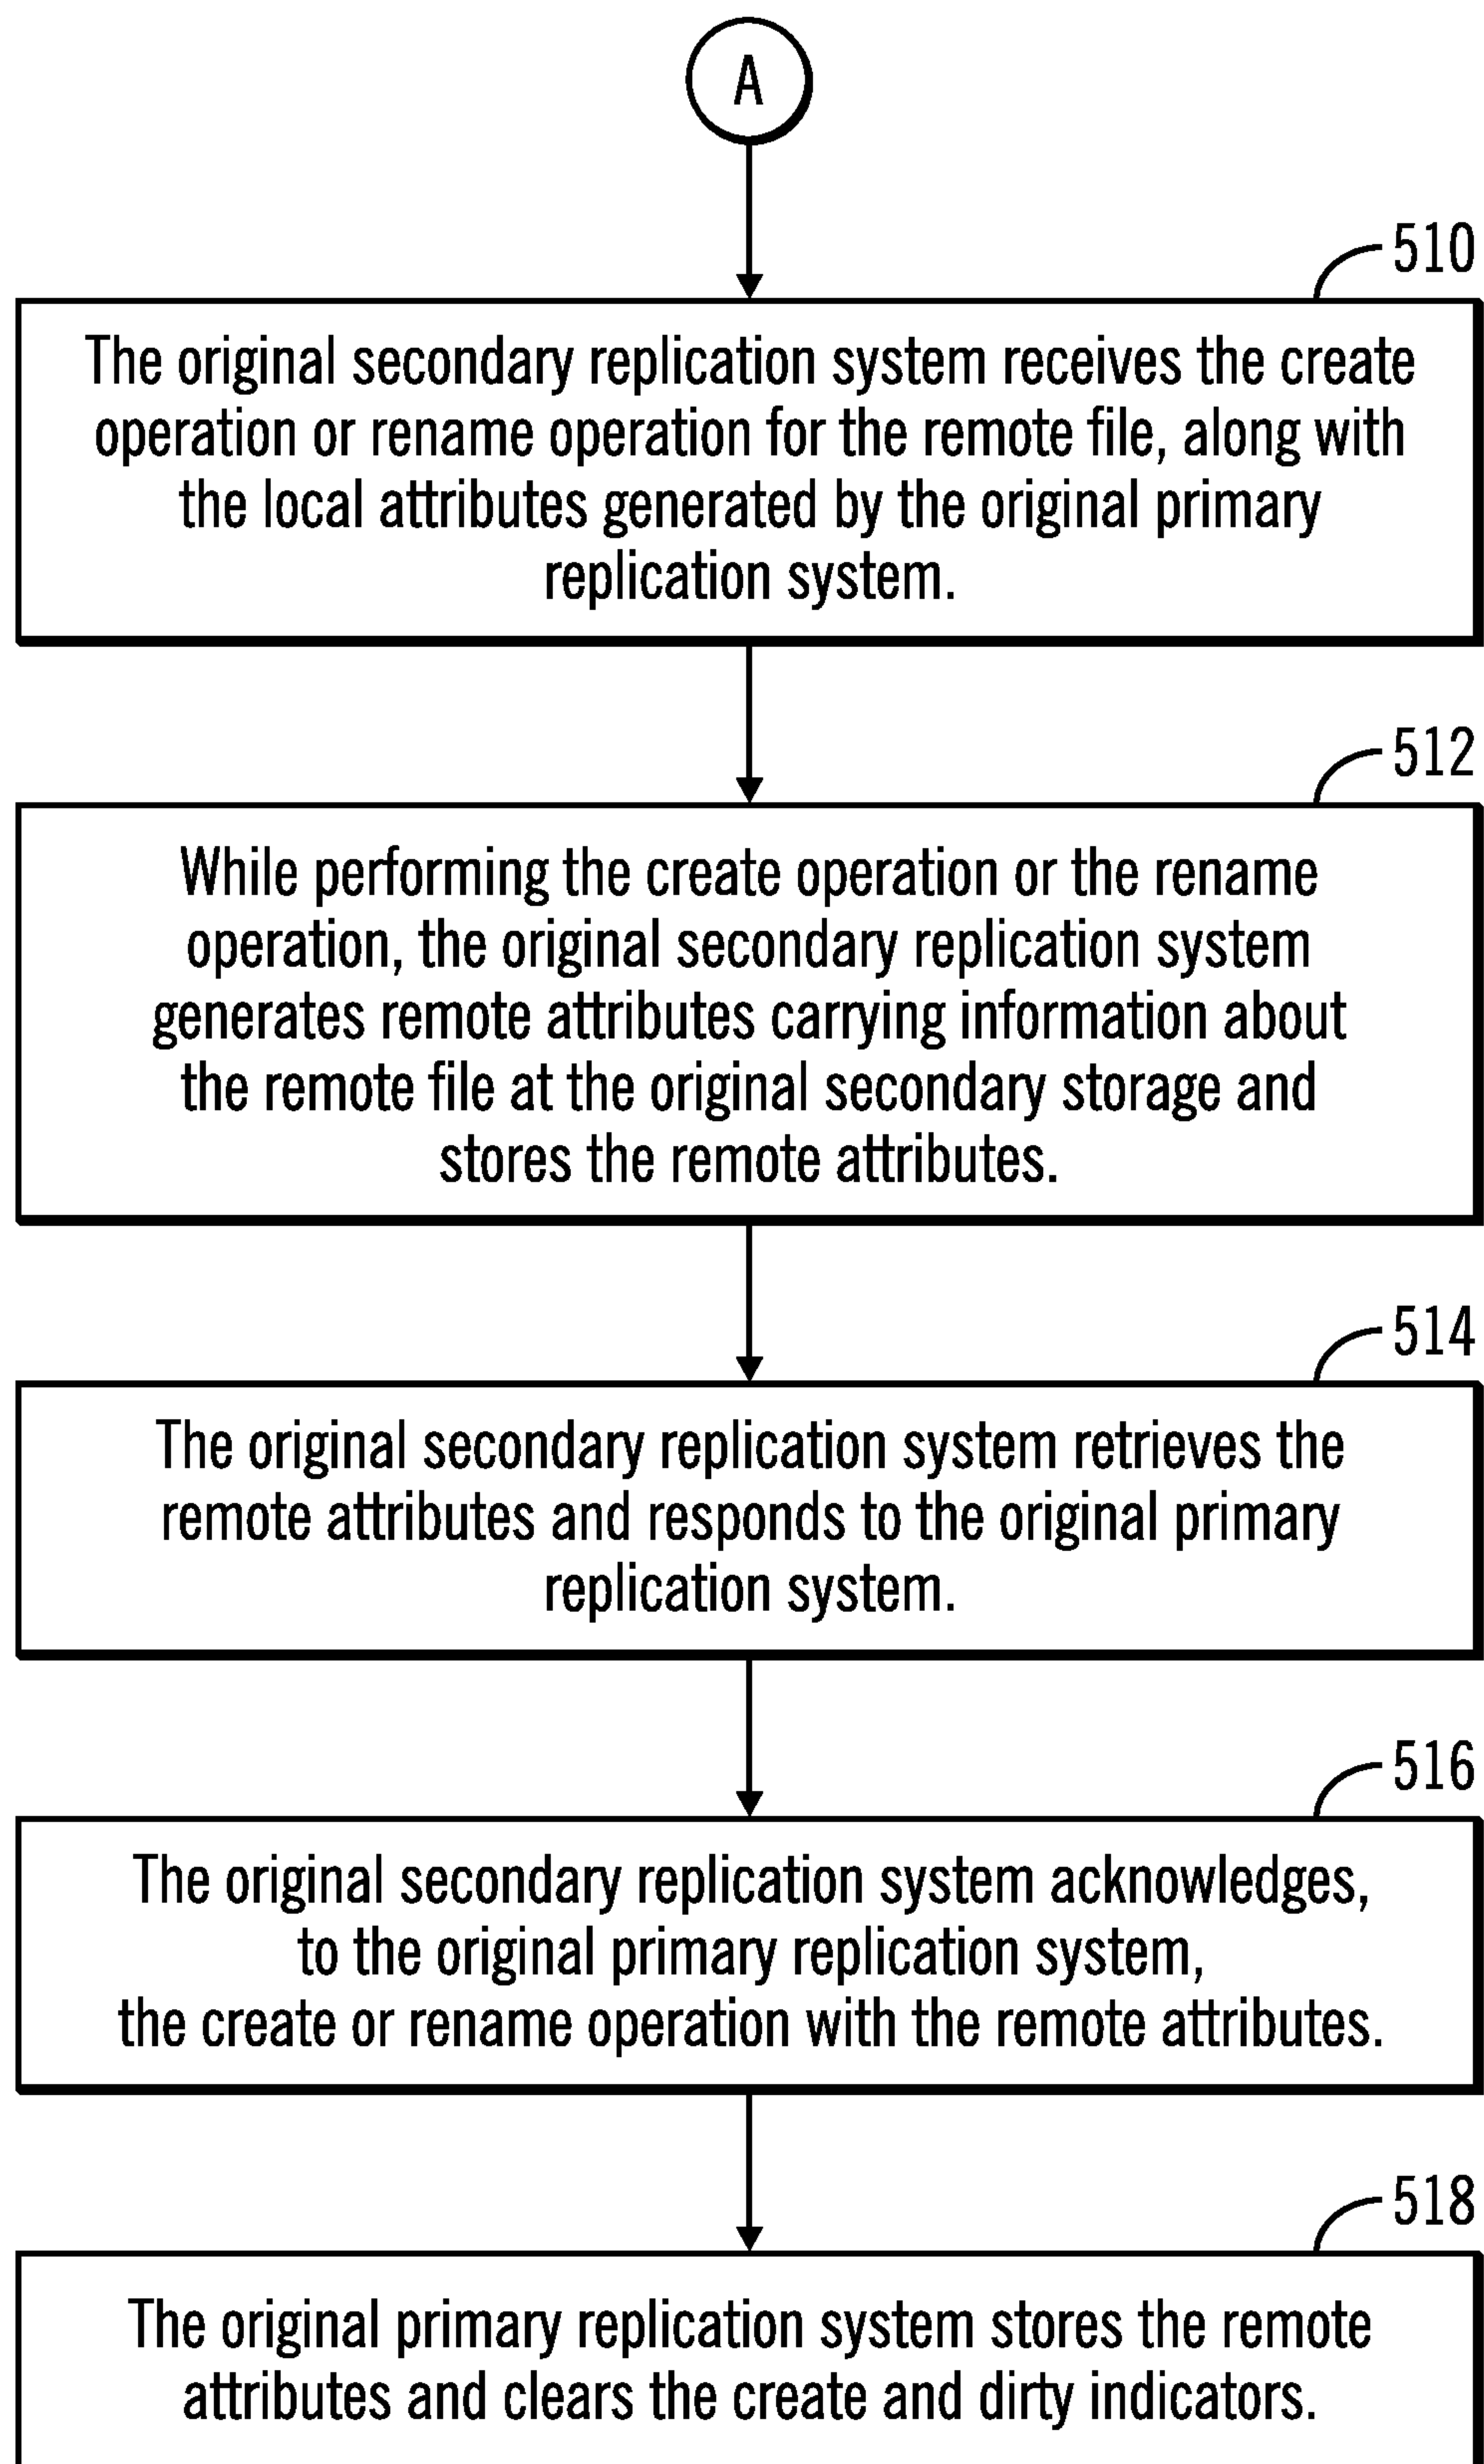 A
510
The original secondary replication system receives the create
operation or rename operation for the remote file, along with
the local attributes generated by the original primary
replication system.
512
While performing the create operation or the rename
operation, the original secondary replication system
generates remote attributes carrying information about
the remote file at the original secondary storage and
stores the remote attributes.
514
The original secondary replication system retrieves the
remote attributes and responds to the original primary
replication system.
516
The original secondary replication system acknowledges,
to the original primary replication system,
the create or rename operation with the remote attributes.
518
The original primary replication system stores the remote
attributes and clears the create and dirty indicators.